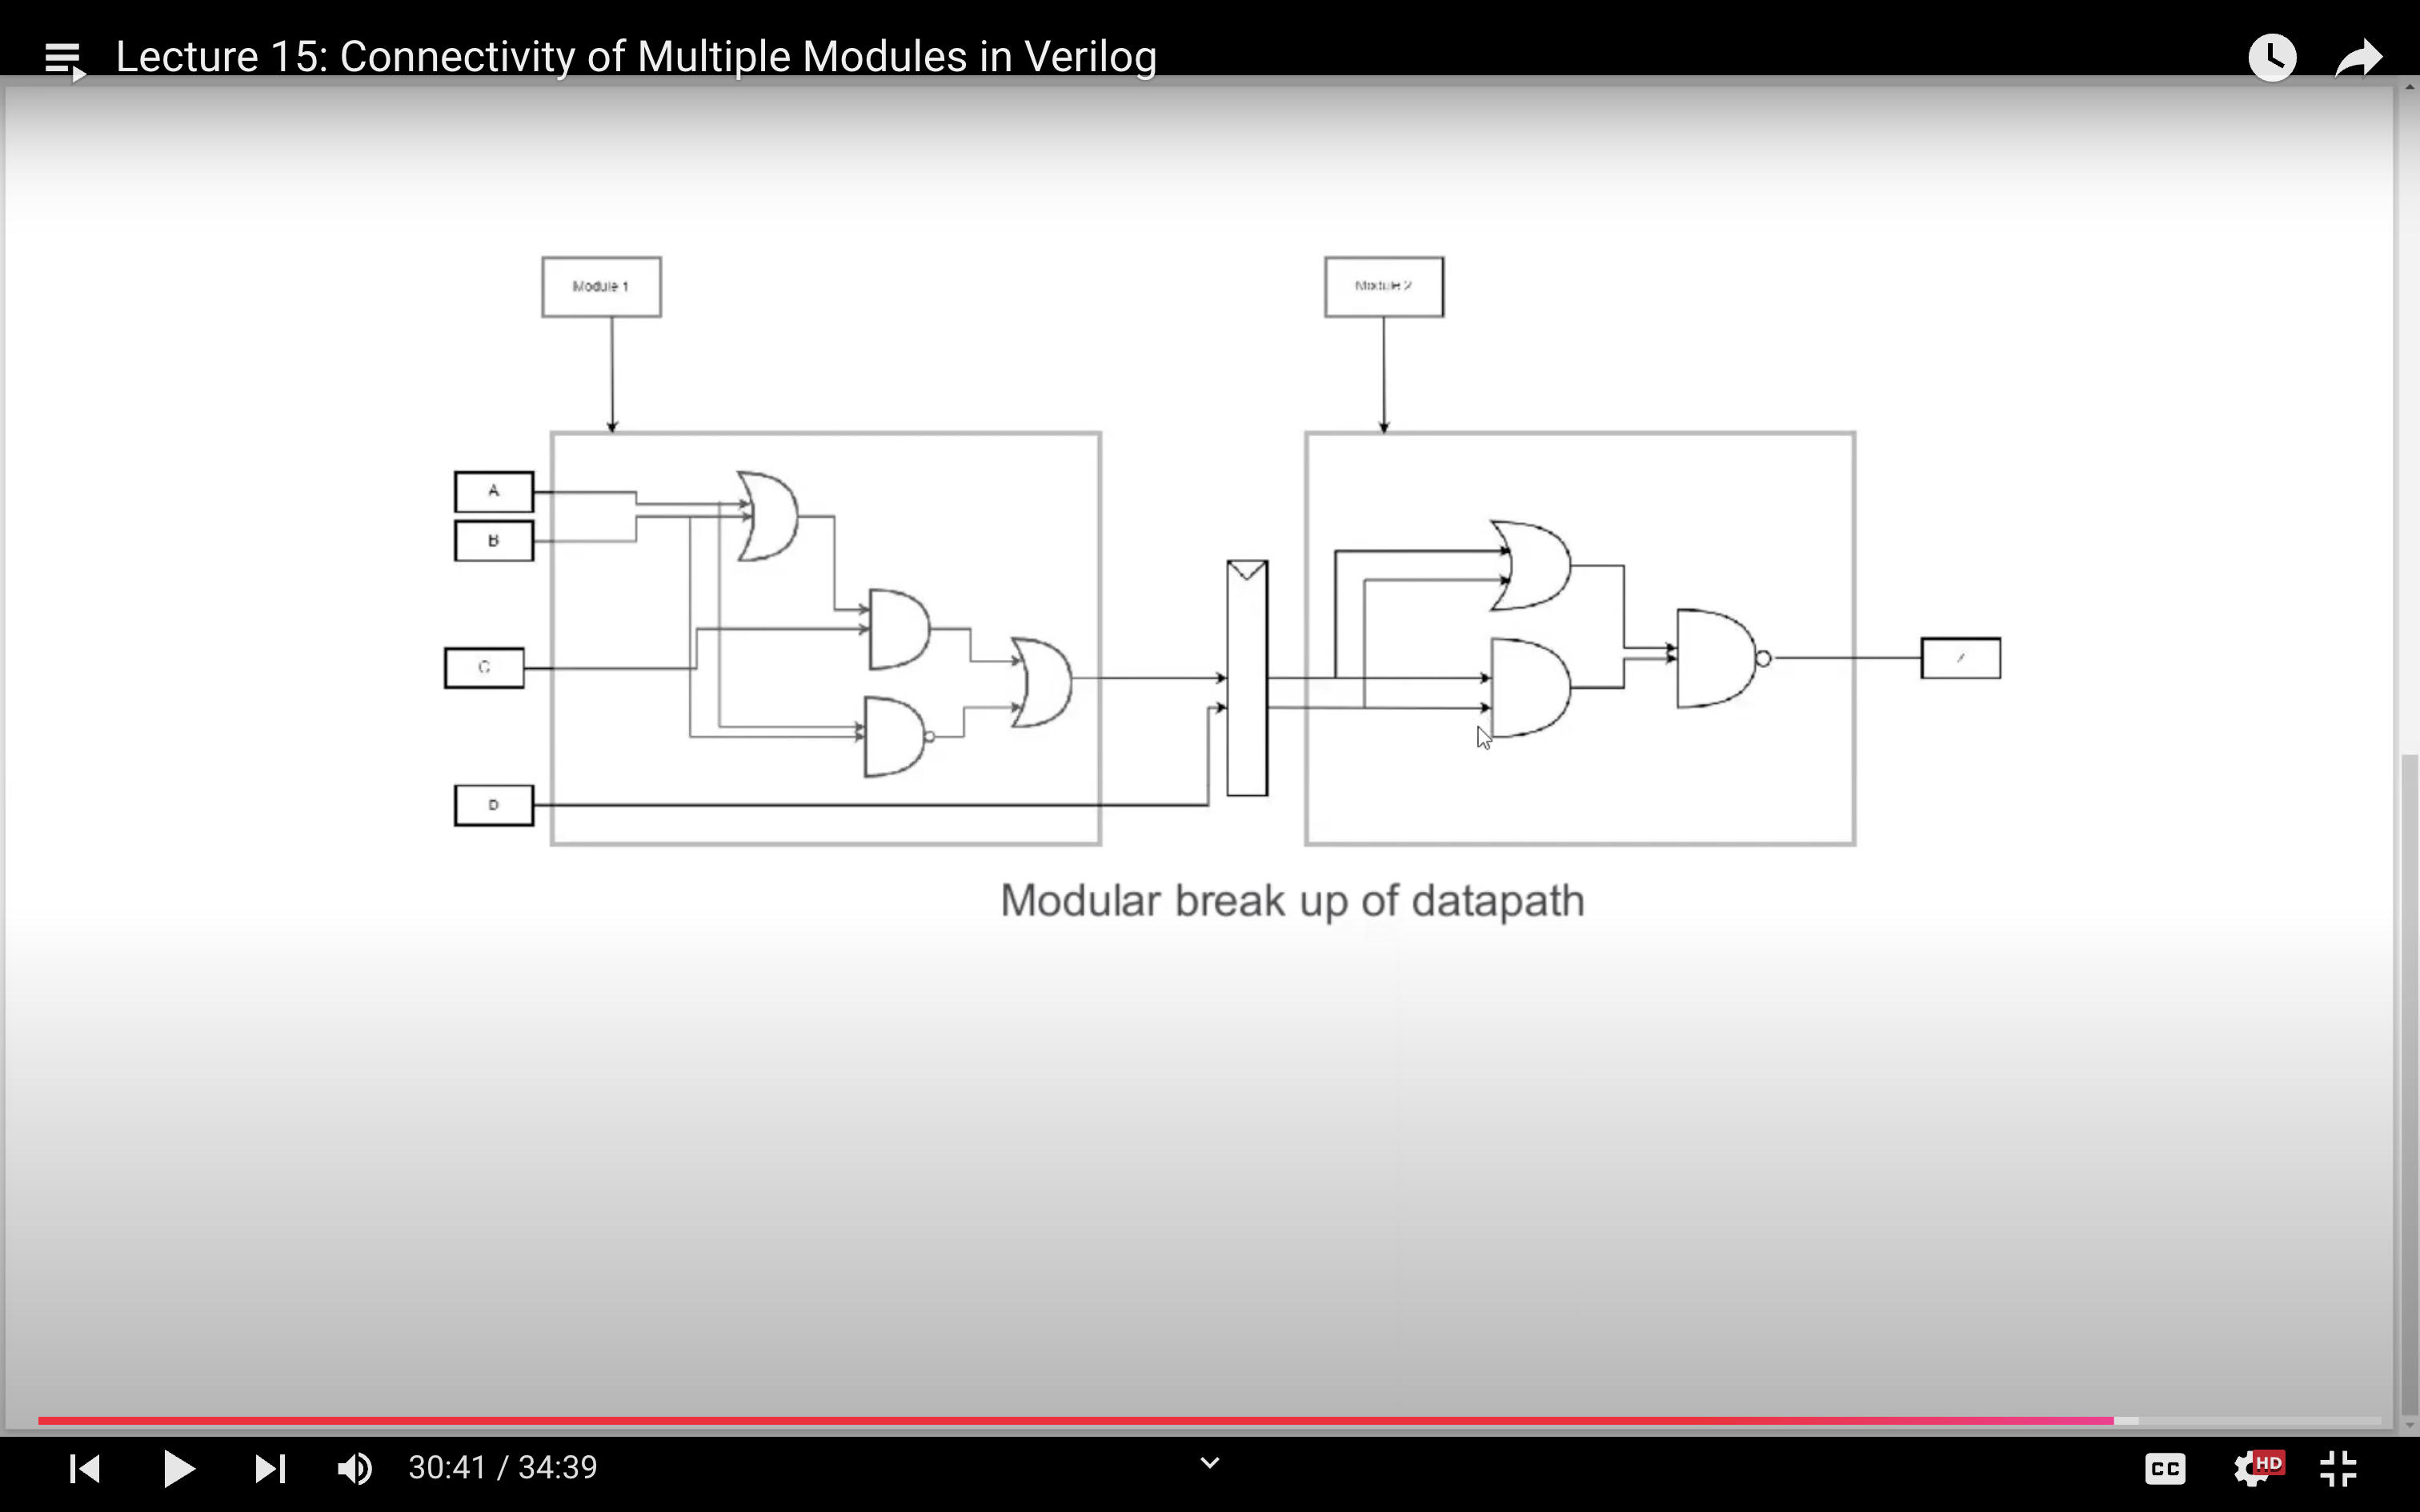 Lecture 15: Connectivity of Multiple Modules in Verilog
Module 1
Module 2
A
B
C
D
Modular break up of datapath
30:41 / 34:39
CC
HD